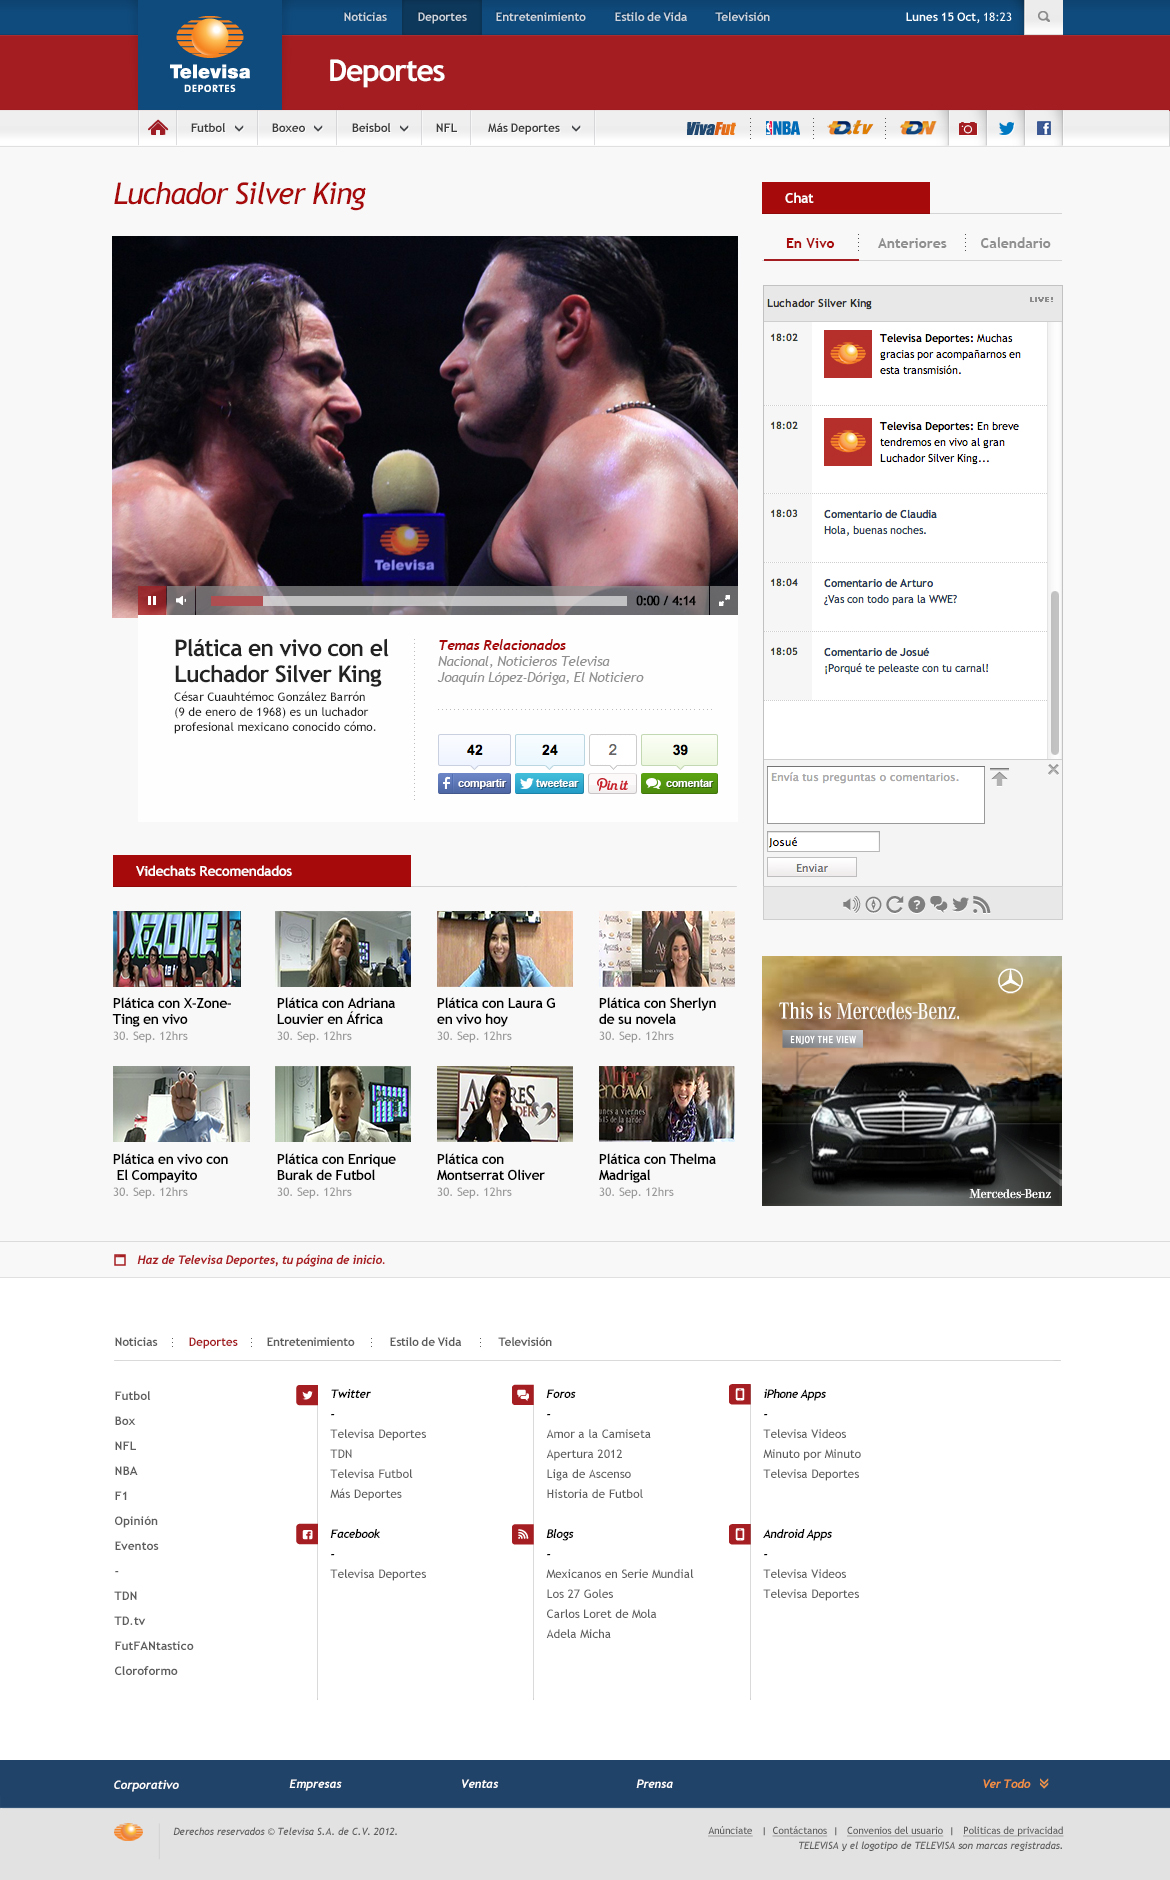 Noticias Deportes Entretenimiento Estilo de Vida Televisión Lunes 15 Oct, 18:23
Televisa
DEPORTES
Deportes
Futbol Boxeo Beisbol NFL Más Deportes VivaFut NBA TD.tv TDN
Luchador Silver King
Chat
En Vivo Anteriores Calendario
Luchador Silver King LIVE!
18:02 Televisa Deportes: Muchas
gracias por acompañarnos en
esta transmisión.
18:02 Televisa Deportes: En breve
tendremos en vivo al gran
Luchador Silver King...
18:03 Comentario de Claudia
Hola, buenas noches.
18:04 Comentario de Arturo
¿Vas con todo para la WWE?
18:05 Comentario de Josué
¡Porqué te peleaste con tu carnal!
Envía tus preguntas o comentarios.
Josué
Enviar
Televisa
0:00 / 4:14
Plática en vivo con el
Luchador Silver King
César Cuauhtémoc González Barrón
(9 de enero de 1968) es un luchador
profesional mexicano conocido cómo.
Temas Relacionados
Nacional, Noticieros Televisa
Joaquín López-Dóriga, El Noticiero
42 24 2 39
compartir tweetear Pin it comentar
Videchats Recomendados
X-ZONE
Plática con X-Zone-
Ting en vivo
30. Sep. 12hrs
Plática con Adriana
Louvier en África
30. Sep. 12hrs
Plática con Laura G
en vivo hoy
30. Sep. 12hrs
Plática con Sherlyn
de su novela
30. Sep. 12hrs
Plática en vivo con
El Compayito
30. Sep. 12hrs
Plática con Enrique
Burak de Futbol
30. Sep. 12hrs
Plática con
Montserrat Oliver
30. Sep. 12hrs
Plática con Thelma
Madrigal
30. Sep. 12hrs
This is Mercedes-Benz.
ENJOY THE VIEW
Mercedes-Benz
Haz de Televisa Deportes, tu página de inicio.
Noticias Deportes Entretenimiento Estilo de Vida Televisión
Futbol
Box
NFL
NBA
F1
Opinión
Eventos
-
TDN
TD.tv
FutFANtastico
Cloroformo
Twitter
-
Televisa Deportes
TDN
Televisa Futbol
Más Deportes
Facebook
-
Televisa Deportes
Foros
-
Amor a la Camiseta
Apertura 2012
Liga de Ascenso
Historia de Futbol
Blogs
-
Mexicanos en Serie Mundial
Los 27 Goles
Carlos Loret de Mola
Adela Micha
iPhone Apps
-
Televisa Videos
Minuto por Minuto
Televisa Deportes
Android Apps
-
Televisa Videos
Televisa Deportes
Corporativo Empresas Ventas Prensa Ver Todo
Derechos reservados © Televisa S.A. de C.V. 2012.
Anúnciate | Contáctanos | Convenios del usuario | Políticas de privacidad
TELEVISA y el logotipo de TELEVISA son marcas registradas.